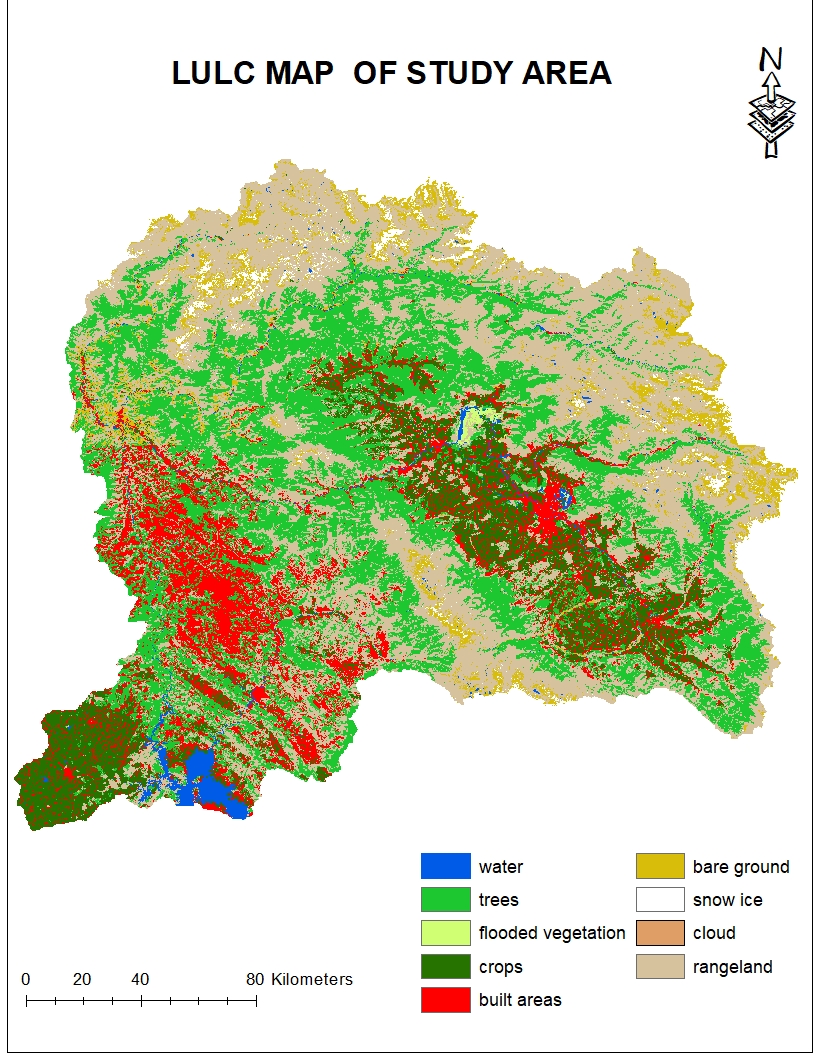 LULC MAP  OF STUDY AREA
N
water
trees
flooded vegetation
crops
built areas
bare ground
snow ice
cloud
rangeland
0 20 40 80 Kilometers